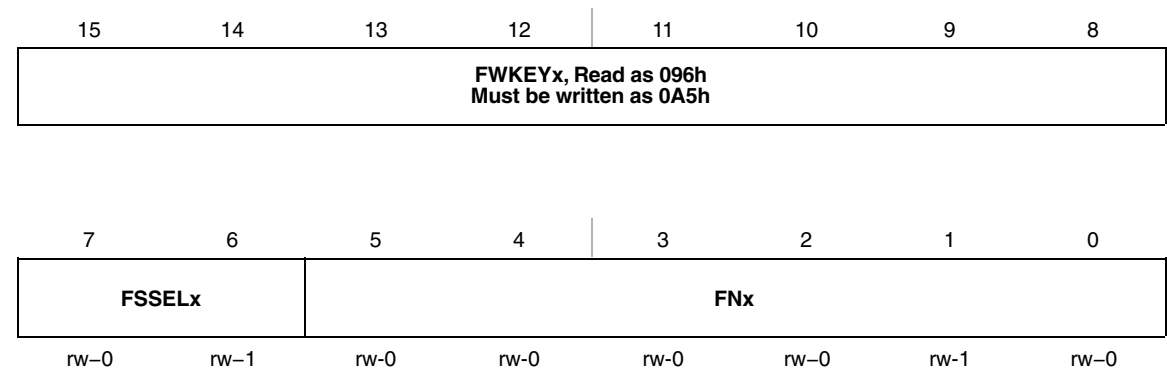 15 14 13 12 11 10 9 8
FWKEYx, Read as 096h
Must be written as 0A5h
7 6 5 4 3 2 1 0
FSSELx FNx
rw−0 rw−1 rw-0 rw-0 rw-0 rw−0 rw-1 rw−0